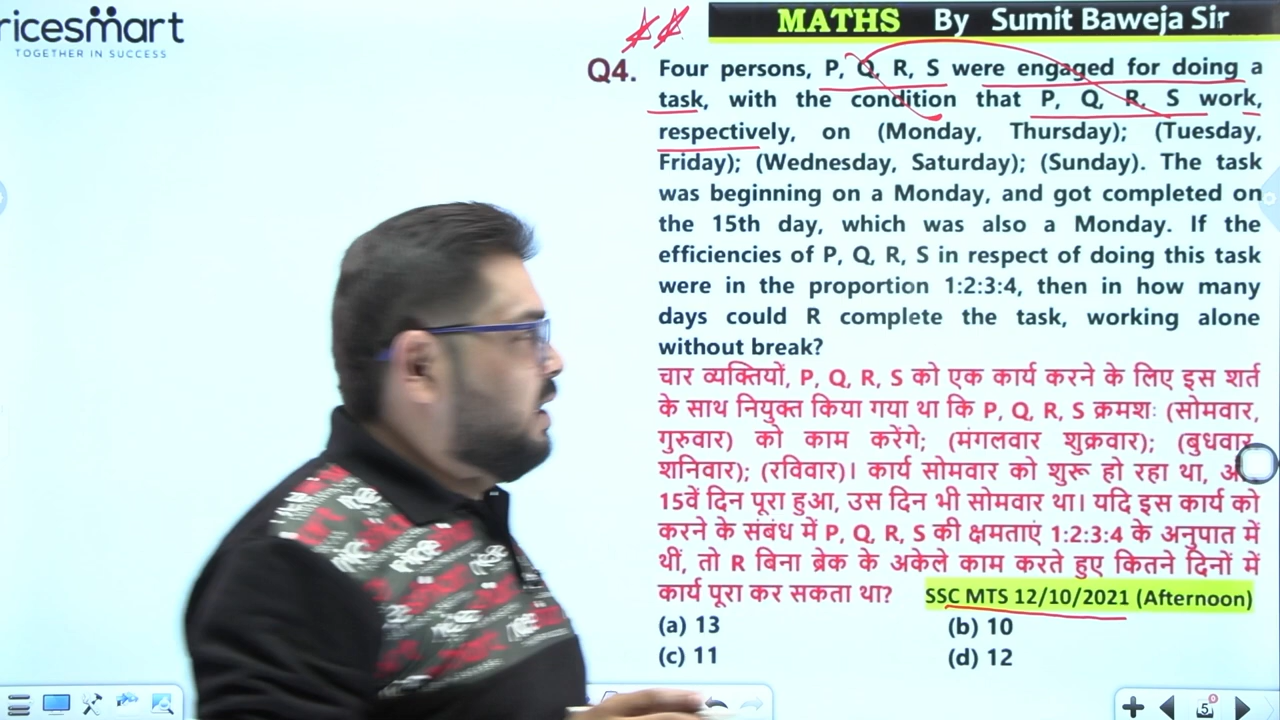 ricesmart
TOGETHER IN SUCCESS
MATHS By Sumit Baweja Sir
Q4. Four persons, P, Q, R, S were engaged for doing a
task, with the condition that P, Q, R, S work,
respectively, on (Monday, Thursday); (Tuesday,
Friday); (Wednesday, Saturday); (Sunday). The task
was beginning on a Monday, and got completed on
the 15th day, which was also a Monday. If the
efficiencies of P, Q, R, S in respect of doing this task
were in the proportion 1:2:3:4, then in how many
days could R complete the task, working alone
without break?
चार व्यक्तियों, P, Q, R, S को एक कार्य करने के लिए इस शर्त
के साथ नियुक्त किया गया था कि P, Q, R, S क्रमशः (सोमवार,
गुरुवार) को काम करेंगे; (मंगलवार शुक्रवार); (बुधवार
शनिवार); (रविवार)। कार्य सोमवार को शुरू हो रहा था,
15वें दिन पूरा हुआ, उस दिन भी सोमवार था। यदि इस कार्य को
करने के संबंध में P, Q, R, S की क्षमताएं 1:2:3:4 के अनुपात में
थीं, तो R बिना ब्रेक के अकेले काम करते हुए कितने दिनों में
कार्य पूरा कर सकता था? SSC MTS 12/10/2021 (Afternoon)
(a) 13 (b) 10
(c) 11 (d) 12
5